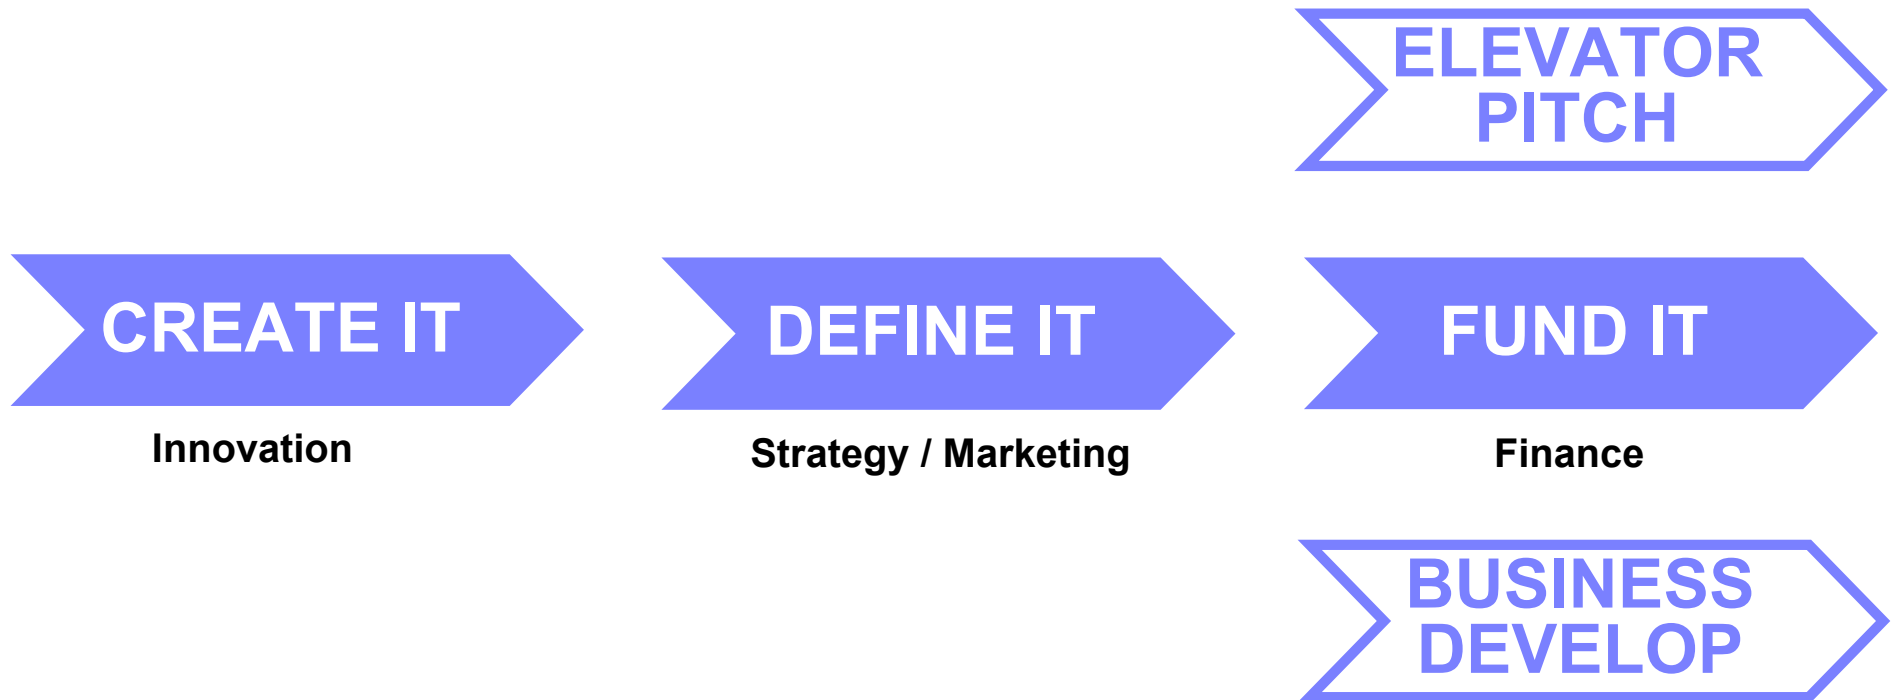 ELEVATOR
PITCH
CREATE IT
DEFINE IT
FUND IT
Innovation
Strategy / Marketing
Finance
BUSINESS
DEVELOP